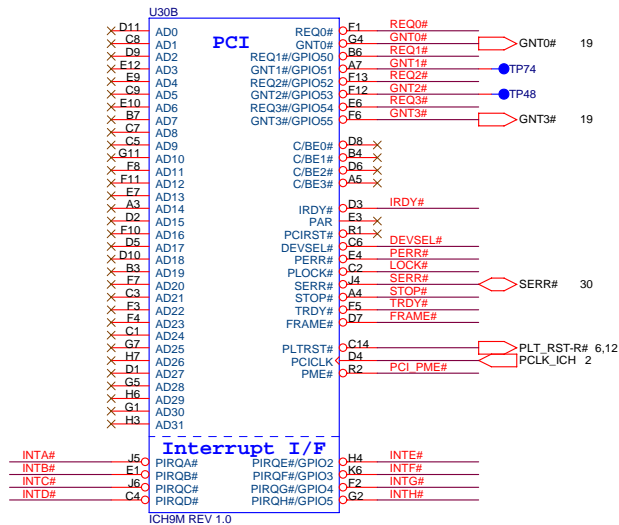 U30B
PCI
D11 AD0 REQ0# F1 REQ0#
C8 AD1 GNT0# G4 GNT0# GNT0# 19
D9 AD2 REQ1#/GPIO50 B6 REQ1#
E12 AD3 GNT1#/GPIO51 A7 GNT1# TP74
E9 AD4 REQ2#/GPIO52 F13 REQ2#
C9 AD5 GNT2#/GPIO53 F12 GNT2# TP48
E10 AD6 REQ3#/GPIO54 E6 REQ3#
B7 AD7 GNT3#/GPIO55 F6 GNT3# GNT3# 19
C7 AD8
C5 AD9 C/BE0# D8
G11 AD10 C/BE1# B4
F8 AD11 C/BE2# D6
F11 AD12 C/BE3# A5
E7 AD13
A3 AD14 IRDY# D3 IRDY#
D2 AD15 PAR E3
F10 AD16 PCIRST# R1
D5 AD17 DEVSEL# C6 DEVSEL#
D10 AD18 PERR# E4 PERR#
B3 AD19 PLOCK# C2 LOCK#
F7 AD20 SERR# J4 SERR# SERR# 30
C3 AD21 STOP# A4 STOP#
F3 AD22 TRDY# F5 TRDY#
F4 AD23 FRAME# D7 FRAME#
C1 AD24
G7 AD25 PLTRST# C14 PLT_RST-R# 6,12
H7 AD26 PCICLK D4 PCLK_ICH 2
D1 AD27 PME# R2 PCI_PME#
G5 AD28
H6 AD29
G1 AD30
H3 AD31
Interrupt I/F
INTA# J5 PIRQA# PIRQE#/GPIO2 H4 INTE#
INTB# E1 PIRQB# PIRQF#/GPIO3 K6 INTF#
INTC# J6 PIRQC# PIRQG#/GPIO4 F2 INTG#
INTD# C4 PIRQD# PIRQH#/GPIO5 G2 INTH#
ICH9M REV 1.0